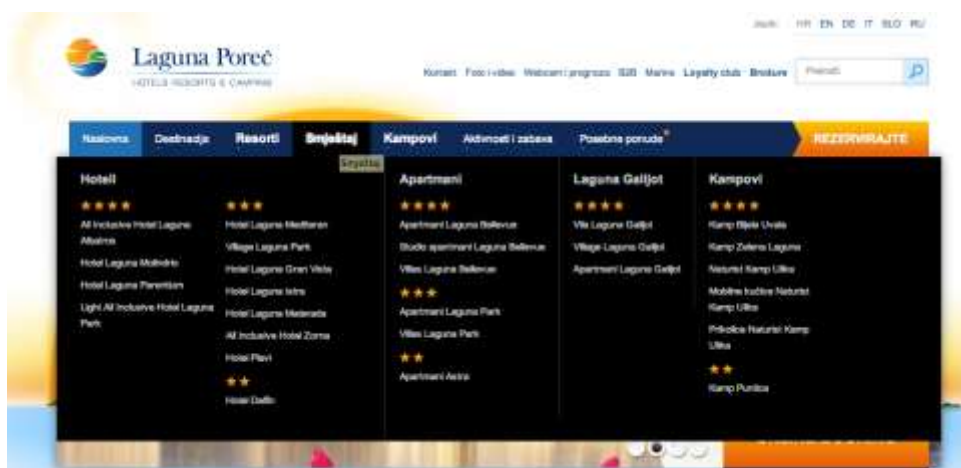 HR EN DE IT SLO RU
Laguna Poreč
HOTELS RESORTS & CAMPING
Kontakt Foto i video Webcam i prognoza B2B Marine Loyalty club Brošure
Naslovna Destinacija Resorti Smještaj Kampovi Aktivnosti i zabava Posebna ponuda REZERVIRAJTE
Smještaj
Hoteli
All Inclusive Hotel Laguna
Albatros
Hotel Laguna Molindrio
Hotel Laguna Parentium
Light All Inclusive Hotel Laguna
Park
Hotel Laguna Mediteran
Village Laguna Park
Hotel Laguna Gran Vista
Hotel Laguna Istra
Hotel Laguna Materada
All Inclusive Hotel Zorna
Hotel Plavi
Hotel Delfin
Apartmani
Apartmani Laguna Bellevue
Studio apartmani Laguna Bellevue
Villas Laguna Bellevue
Apartmani Laguna Park
Villas Laguna Park
Apartmani Astra
Laguna Galijot
Vile Laguna Galijot
Village Laguna Galijot
Apartmani Laguna Galijot
Kampovi
Kamp Bijela Uvala
Kamp Zelena Laguna
Naturist Kamp Ulika
Mobilne kućice Naturist
Kamp Ulika
Prikolice Naturist Kamp
Ulika
Kamp Puntica